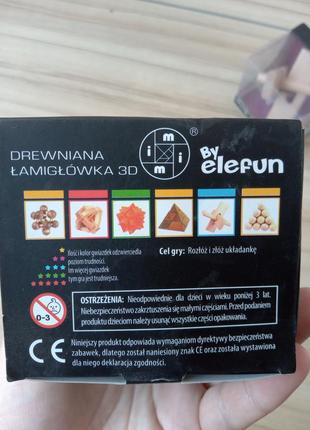 DREWNIANA
ŁAMIGŁÓWKA 3D
i m
i m
®
By
elefun
Ilość i kolor gwiazdek odzwierciedla
poziom trudności.
Im więcej gwiazdek
tym gra jest trudniejsza.
Cel gry: Rozłóż i złóż układankę
0-3
OSTRZEŻENIA: Nieodpowiednie dla dzieci w wieku poniżej 3 lat.
Niebezpieczeństwo zakrztuszenia się małymi częściami. Przed podaniem
produktu dzieciom należy usunąć wszystkie części opakowania.
CE
Niniejszy produkt odpowiada wymaganiom dyrektywy bezpieczeństwa
zabawek, dlatego został naniesiony znak CE oraz została wystawiona
dla niego deklaracja zgodności.